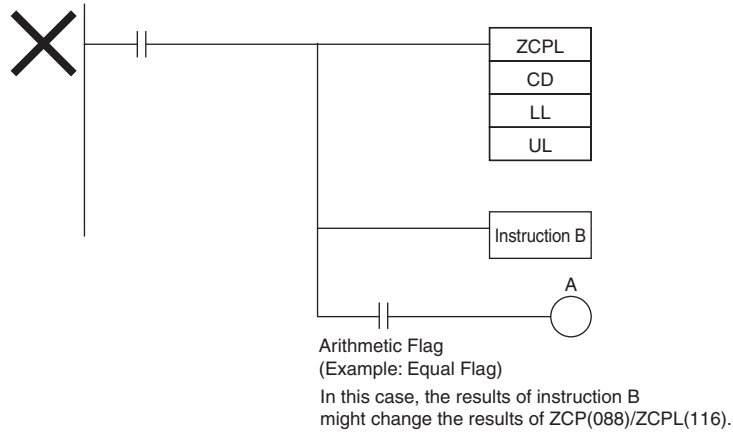 ZCPL
CD
LL
UL
Instruction B
A
Arithmetic Flag
(Example: Equal Flag)
In this case, the results of instruction B
might change the results of ZCP(088)/ZCPL(116).